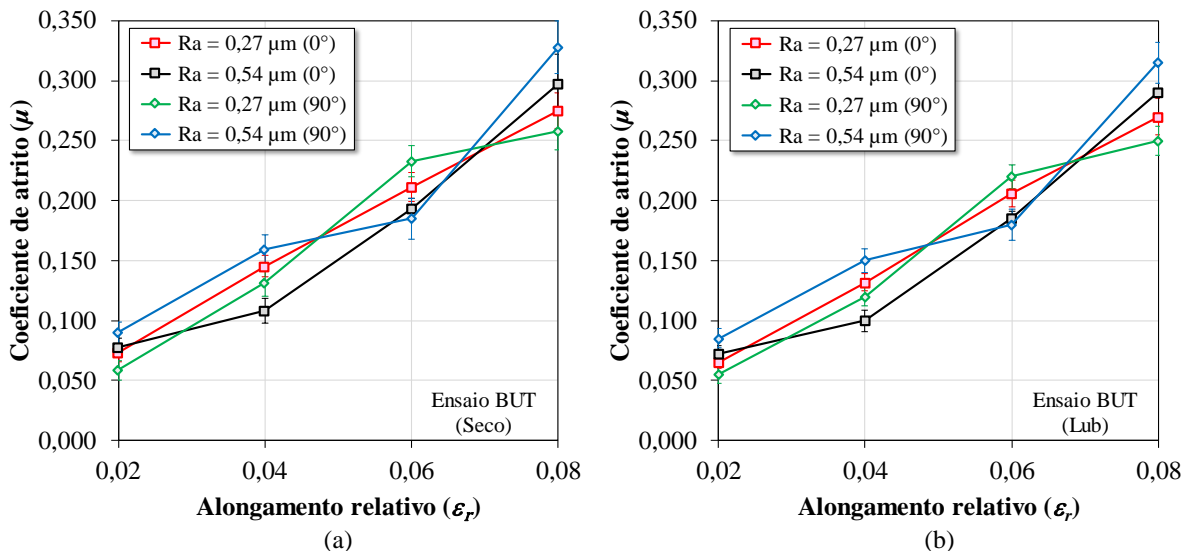 0,350
0,300
0,250
0,200
0,150
0,100
0,050
0,000
Coeficiente de atrito (µ)
Ra = 0,27 µm (0°)
Ra = 0,54 µm (0°)
Ra = 0,27 µm (90°)
Ra = 0,54 µm (90°)
Ensaio BUT
(Seco)
0,02 0,04 0,06 0,08
Alongamento relativo (εr)
(a)
0,350
0,300
0,250
0,200
0,150
0,100
0,050
0,000
Coeficiente de atrito (µ)
Ra = 0,27 µm (0°)
Ra = 0,54 µm (0°)
Ra = 0,27 µm (90°)
Ra = 0,54 µm (90°)
Ensaio BUT
(Lub)
0,02 0,04 0,06 0,08
Alongamento relativo (εr)
(b)